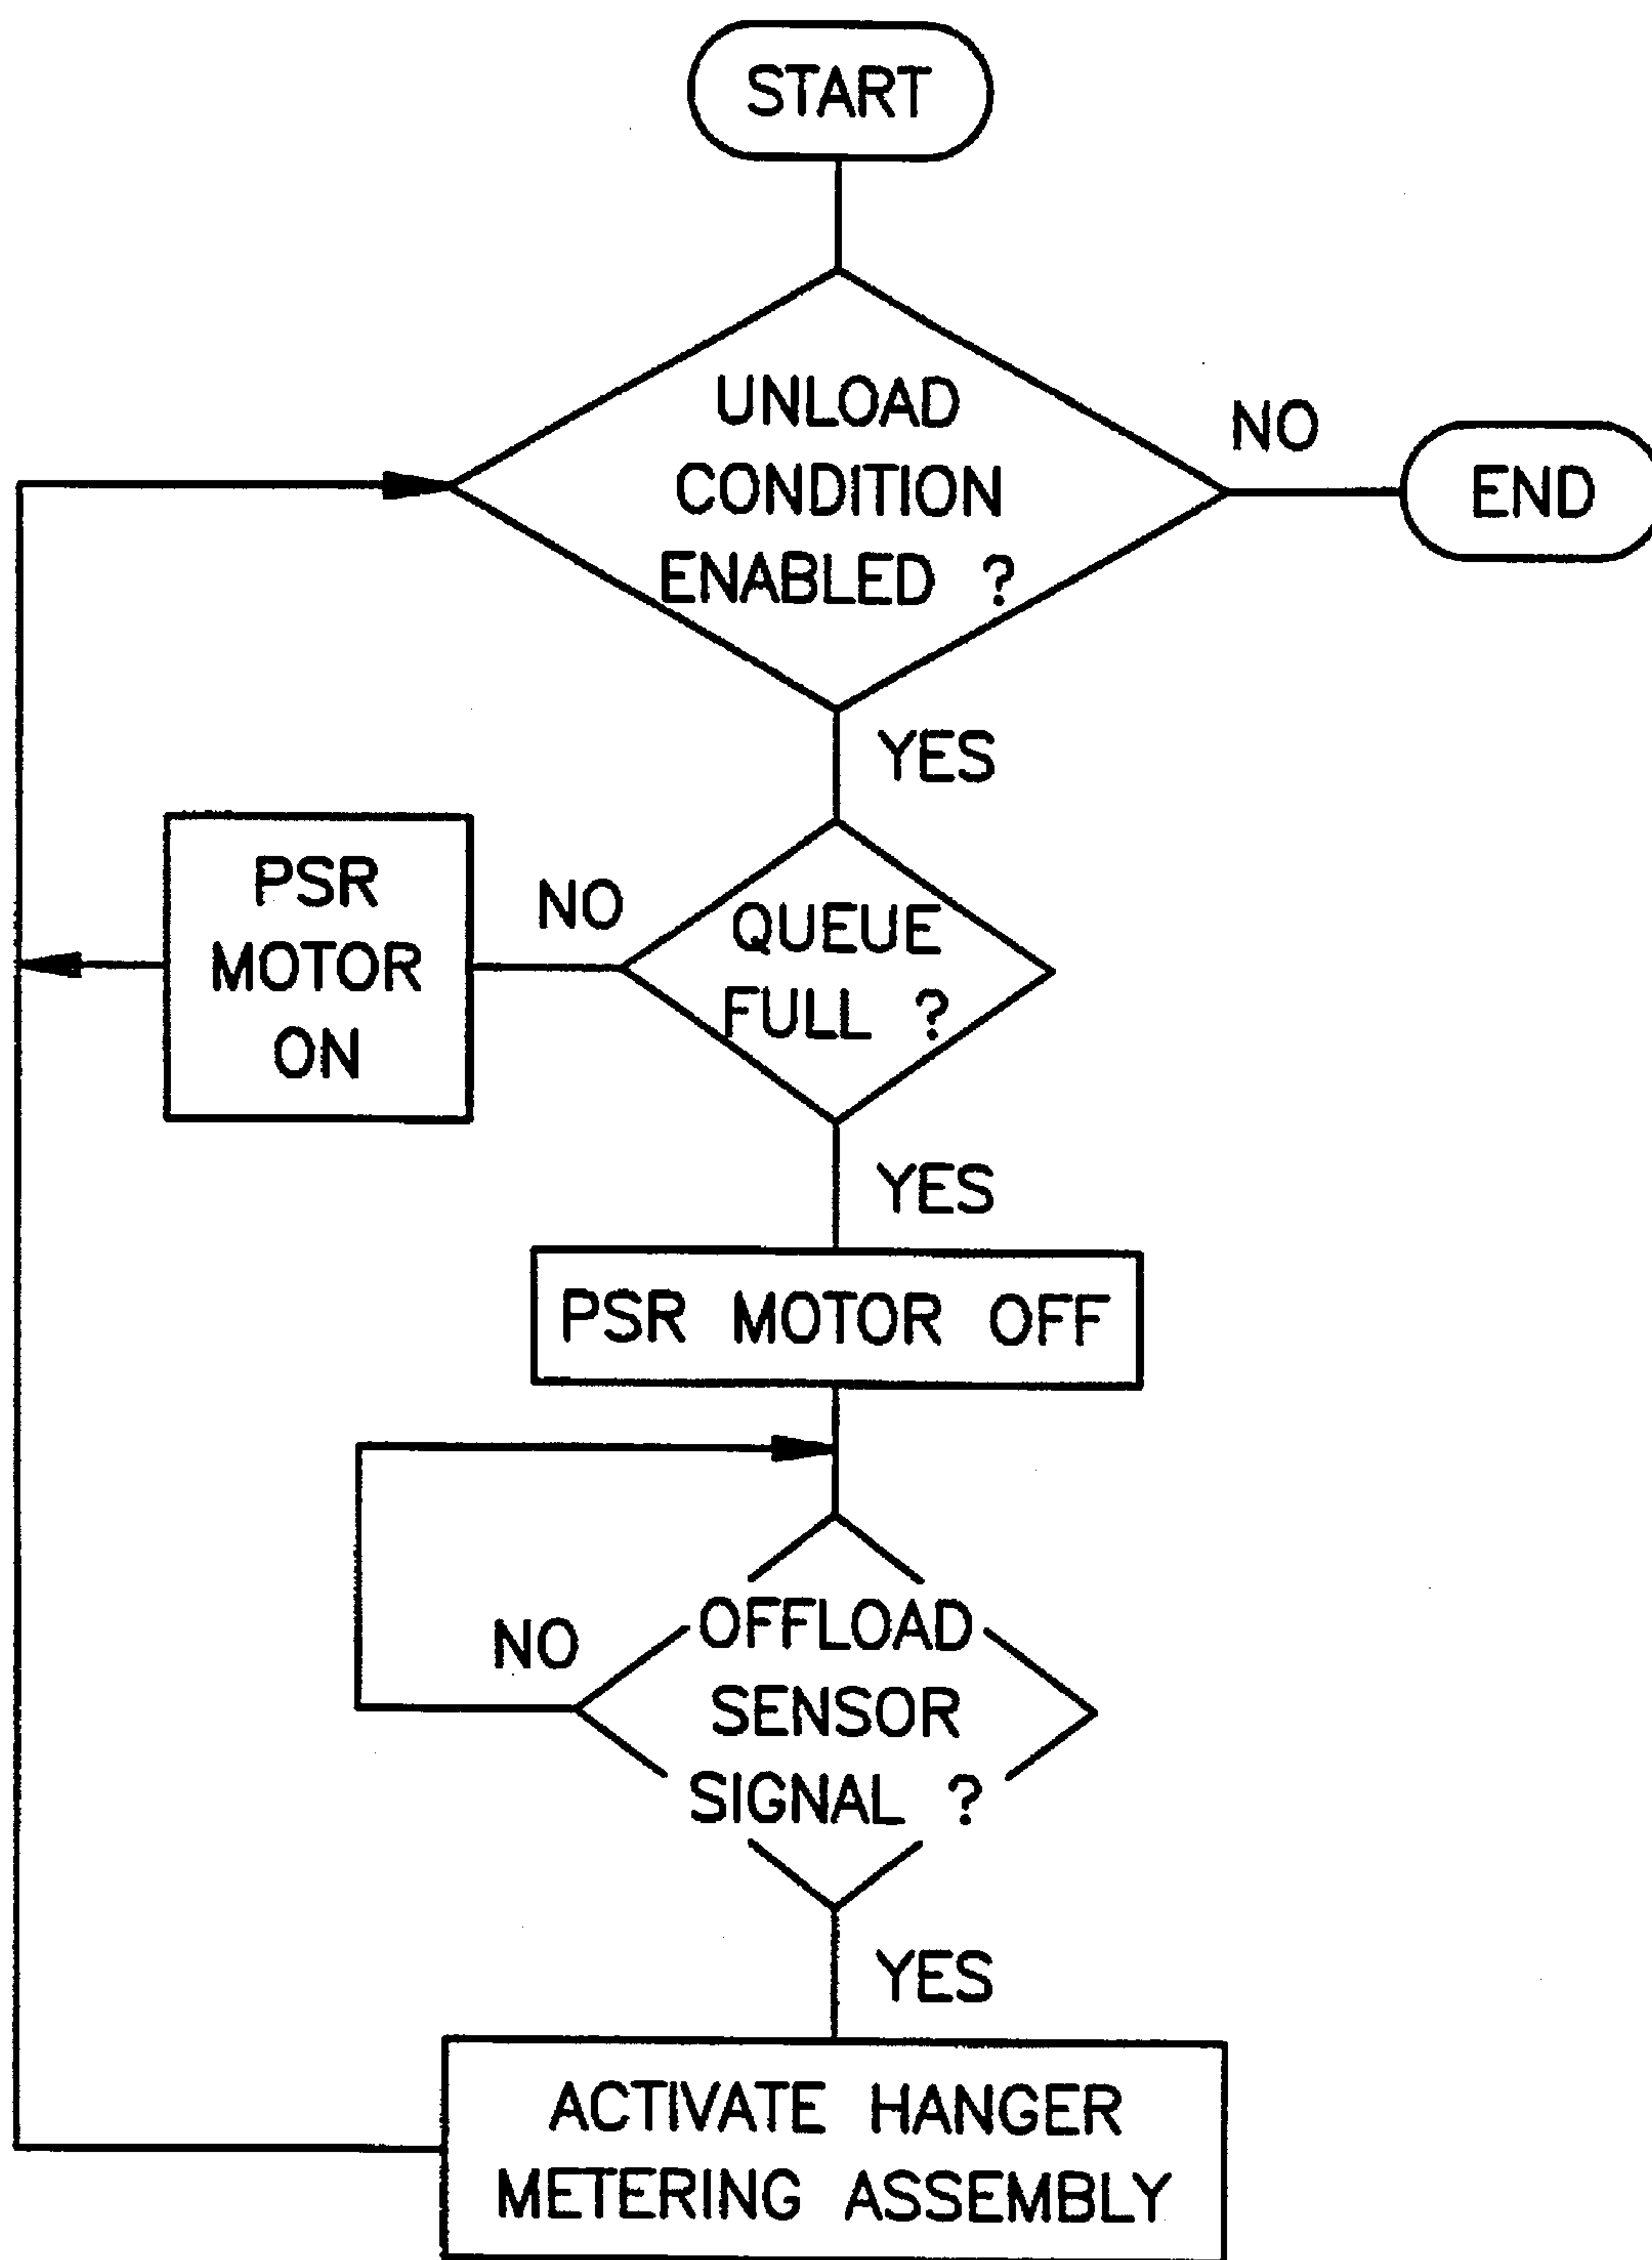 START
UNLOAD
CONDITION
ENABLED ?
NO
END
YES
PSR
MOTOR
ON
NO
QUEUE
FULL ?
YES
PSR MOTOR OFF
NO
OFFLOAD
SENSOR
SIGNAL ?
YES
ACTIVATE HANGER
METERING ASSEMBLY